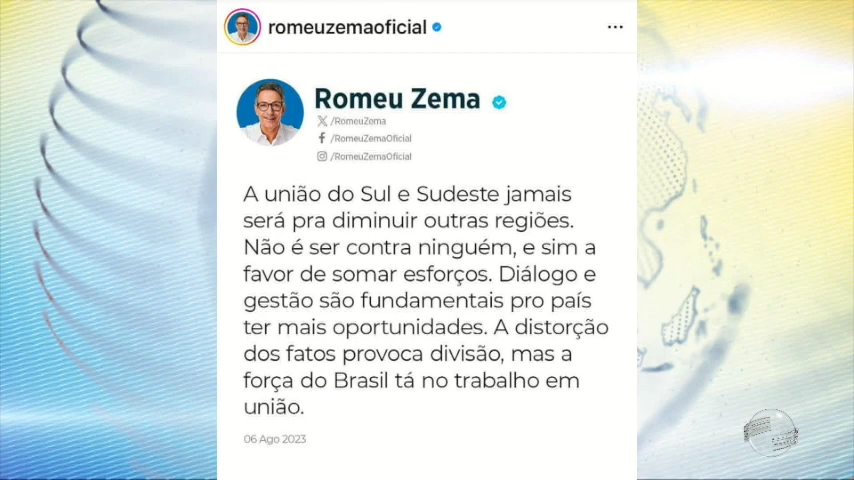 romeuzemaoficial
Romeu Zema
/RomeuZema
/RomeuZemaOficial
/RomeuZemaOficial
A união do Sul e Sudeste jamais
será pra diminuir outras regiões.
Não é ser contra ninguém, e sim a
favor de somar esforços. Diálogo e
gestão são fundamentais pro país
ter mais oportunidades. A distorção
dos fatos provoca divisão, mas a
força do Brasil tá no trabalho em
união.
06 Ago 2023